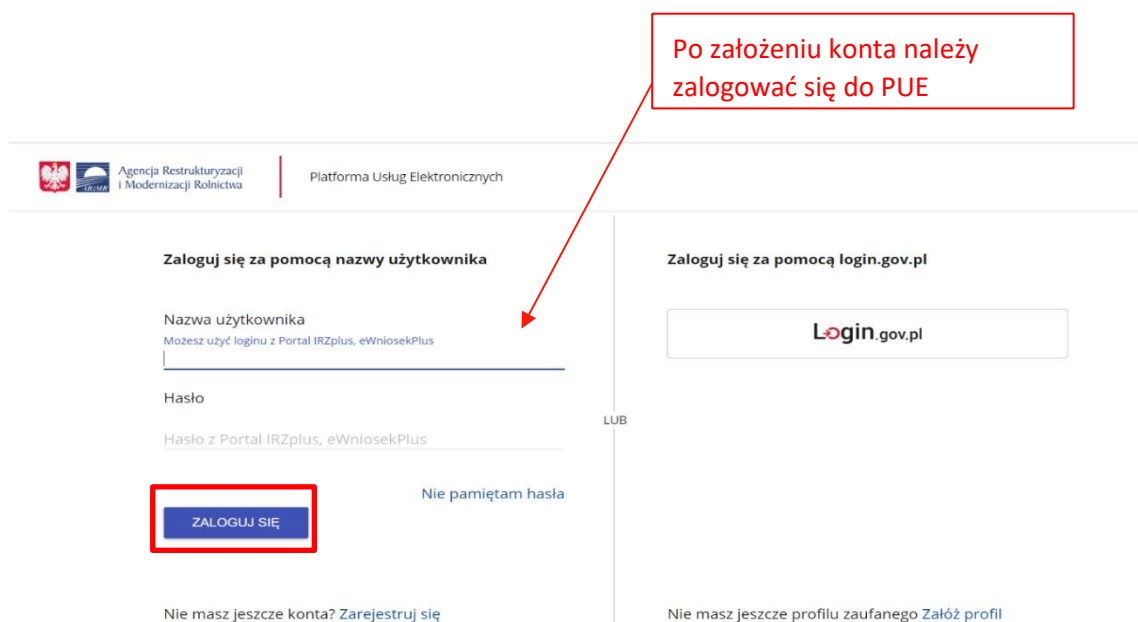 Po założeniu konta należy
zalogować się do PUE
ARiMR
Agencja Restrukturyzacji
i Modernizacji Rolnictwa
Platforma Usług Elektronicznych
Zaloguj się za pomocą nazwy użytkownika
Nazwa użytkownika
Możesz użyć loginu z Portal IRZplus, eWniosekPlus
Hasło
Hasło z Portal IRZplus, eWniosekPlus
Nie pamiętam hasła
ZALOGUJ SIĘ
Nie masz jeszcze konta? Zarejestruj się
LUB
Zaloguj się za pomocą login.gov.pl
Login.gov.pl
Nie masz jeszcze profilu zaufanego Załóż profil